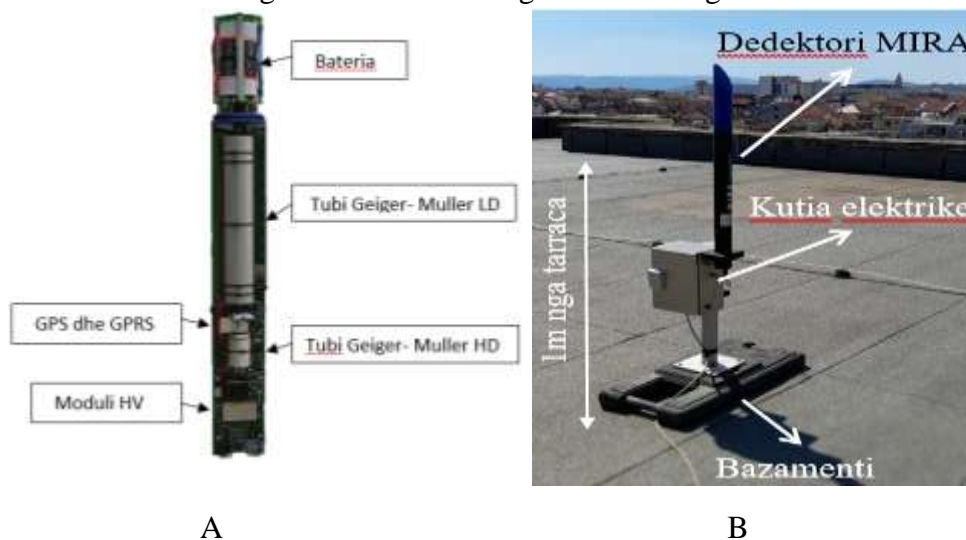 Bateria
Tubi Geiger- Muller LD
GPS dhe GPRS
Tubi Geiger- Muller HD
Moduli HV
Dedektori MIRA
Kutia elektrike
1m nga tarraca
Bazamenti
A
B